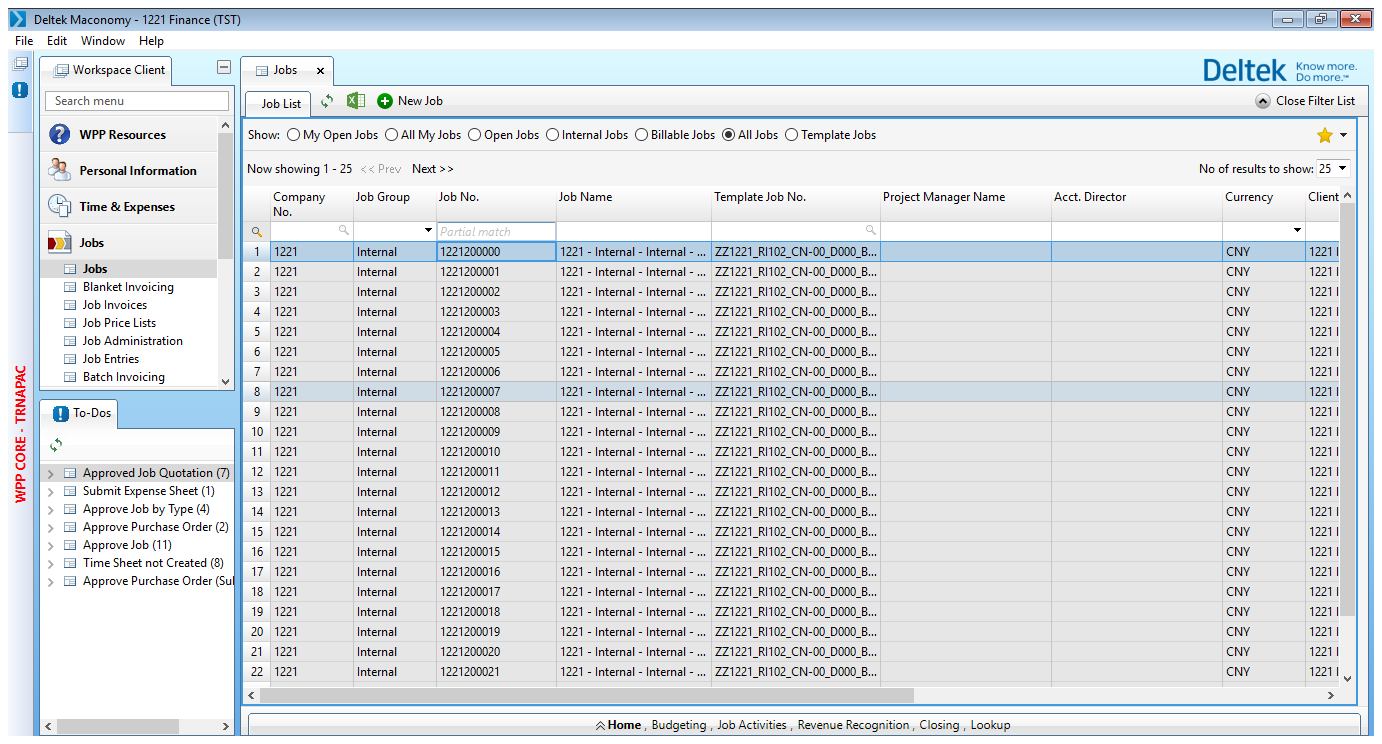 Deltek Maconomy - 1221 Finance (TST)
File Edit Window Help
Workspace Client
Search menu
WPP Resources
Personal Information
Time & Expenses
Jobs
Jobs
Blanket Invoicing
Job Invoices
Job Price Lists
Job Administration
Job Entries
Batch Invoicing
WPP CORE - TRNAPAC
To-Dos
Approved Job Quotation (7)
Submit Expense Sheet (1)
Approve Job by Type (4)
Approve Purchase Order (2)
Approve Job (11)
Time Sheet not Created (8)
Approve Purchase Order (Sul
Jobs x
Deltek Know more.
Do more.™
Job List New Job Close Filter List
Show: My Open Jobs All My Jobs Open Jobs Internal Jobs Billable Jobs All Jobs Template Jobs
Now showing 1 - 25 << Prev Next >> No of results to show: 25
Company No. Job Group Job No. Job Name Template Job No. Project Manager Name Acct. Director Currency Client
Partial match
1 1221 Internal 1221200000 1221 - Internal - Internal - ... ZZ1221_RI102_CN-00_D000_B... CNY 1221 I
2 1221 Internal 1221200001 1221 - Internal - Internal - ... ZZ1221_RI102_CN-00_D000_B... CNY 1221 I
3 1221 Internal 1221200002 1221 - Internal - Internal - ... ZZ1221_RI102_CN-00_D000_B... CNY 1221 I
4 1221 Internal 1221200003 1221 - Internal - Internal - ... ZZ1221_RI102_CN-00_D000_B... CNY 1221 I
5 1221 Internal 1221200004 1221 - Internal - Internal - ... ZZ1221_RI102_CN-00_D000_B... CNY 1221 I
6 1221 Internal 1221200005 1221 - Internal - Internal - ... ZZ1221_RI102_CN-00_D000_B... CNY 1221 I
7 1221 Internal 1221200006 1221 - Internal - Internal - ... ZZ1221_RI102_CN-00_D000_B... CNY 1221 I
8 1221 Internal 1221200007 1221 - Internal - Internal - ... ZZ1221_RI102_CN-00_D000_B... CNY 1221 I
9 1221 Internal 1221200008 1221 - Internal - Internal - ... ZZ1221_RI102_CN-00_D000_B... CNY 1221 I
10 1221 Internal 1221200009 1221 - Internal - Internal - ... ZZ1221_RI102_CN-00_D000_B... CNY 1221 I
11 1221 Internal 1221200010 1221 - Internal - Internal - ... ZZ1221_RI102_CN-00_D000_B... CNY 1221 I
12 1221 Internal 1221200011 1221 - Internal - Internal - ... ZZ1221_RI102_CN-00_D000_B... CNY 1221 I
13 1221 Internal 1221200012 1221 - Internal - Internal - ... ZZ1221_RI102_CN-00_D000_B... CNY 1221 I
14 1221 Internal 1221200013 1221 - Internal - Internal - ... ZZ1221_RI102_CN-00_D000_B... CNY 1221 I
15 1221 Internal 1221200014 1221 - Internal - Internal - ... ZZ1221_RI102_CN-00_D000_B... CNY 1221 I
16 1221 Internal 1221200015 1221 - Internal - Internal - ... ZZ1221_RI102_CN-00_D000_B... CNY 1221 I
17 1221 Internal 1221200016 1221 - Internal - Internal - ... ZZ1221_RI102_CN-00_D000_B... CNY 1221 I
18 1221 Internal 1221200017 1221 - Internal - Internal - ... ZZ1221_RI102_CN-00_D000_B... CNY 1221 I
19 1221 Internal 1221200018 1221 - Internal - Internal - ... ZZ1221_RI102_CN-00_D000_B... CNY 1221 I
20 1221 Internal 1221200019 1221 - Internal - Internal - ... ZZ1221_RI102_CN-00_D000_B... CNY 1221 I
21 1221 Internal 1221200020 1221 - Internal - Internal - ... ZZ1221_RI102_CN-00_D000_B... CNY 1221 I
22 1221 Internal 1221200021 1221 - Internal - Internal - ... ZZ1221_RI102_CN-00_D000_B... CNY 1221 I
Home , Budgeting , Job Activities , Revenue Recognition , Closing , Lookup